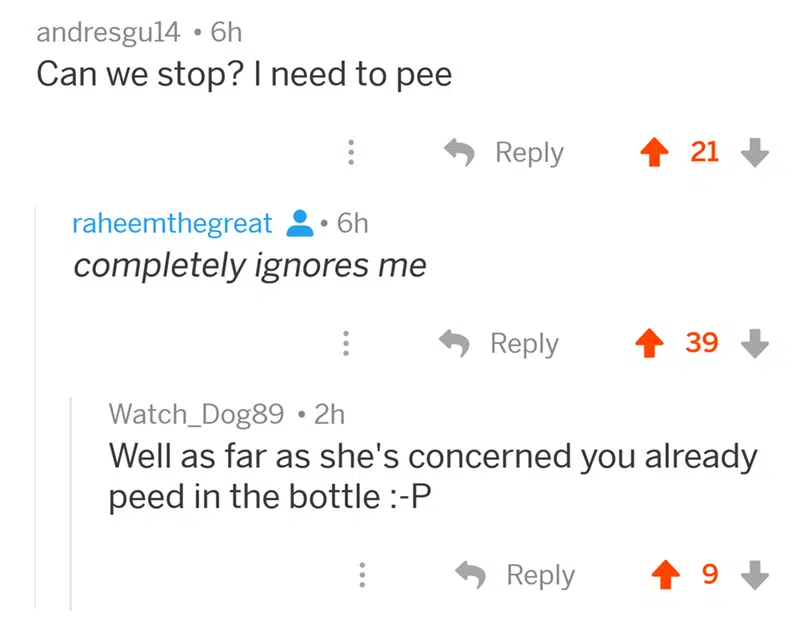 andresgu14 • 6h
Can we stop? I need to pee
Reply 21
raheemthegreat • 6h
completely ignores me
Reply 39
Watch_Dog89 • 2h
Well as far as she's concerned you already
peed in the bottle :-P
Reply 9